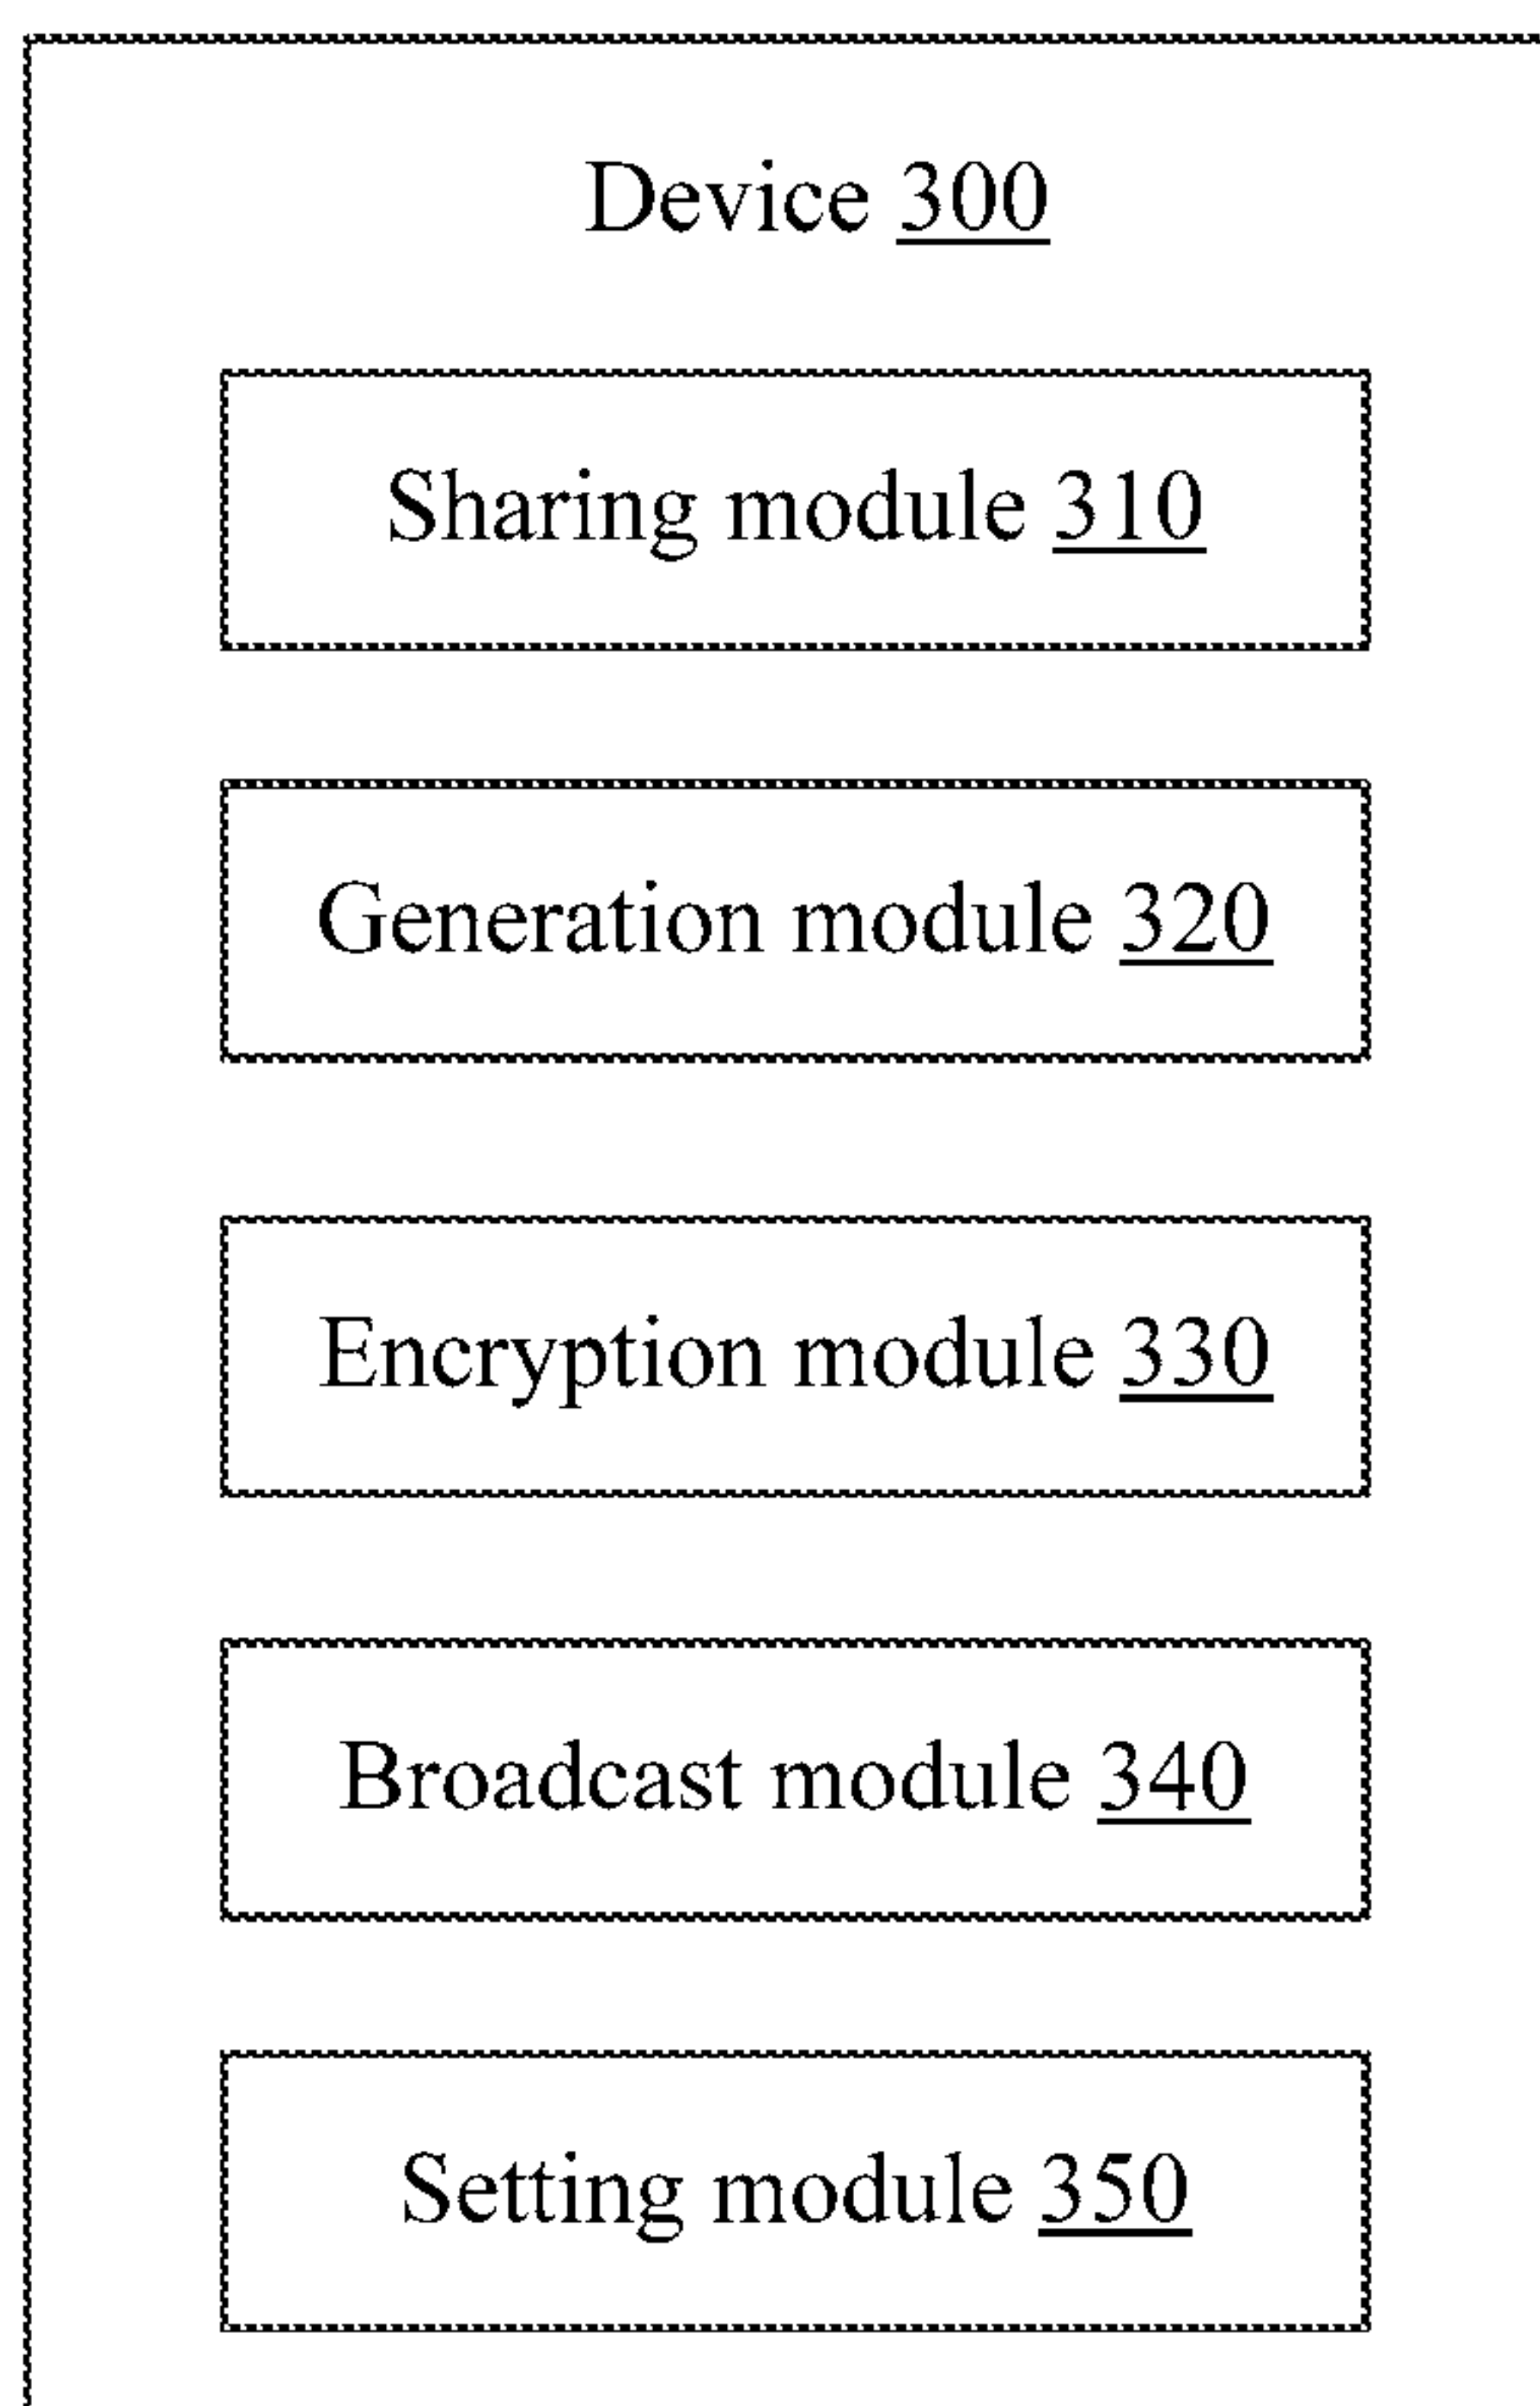 Device 300
Sharing module 310
Generation module 320
Encryption module 330
Broadcast module 340
Setting module 350